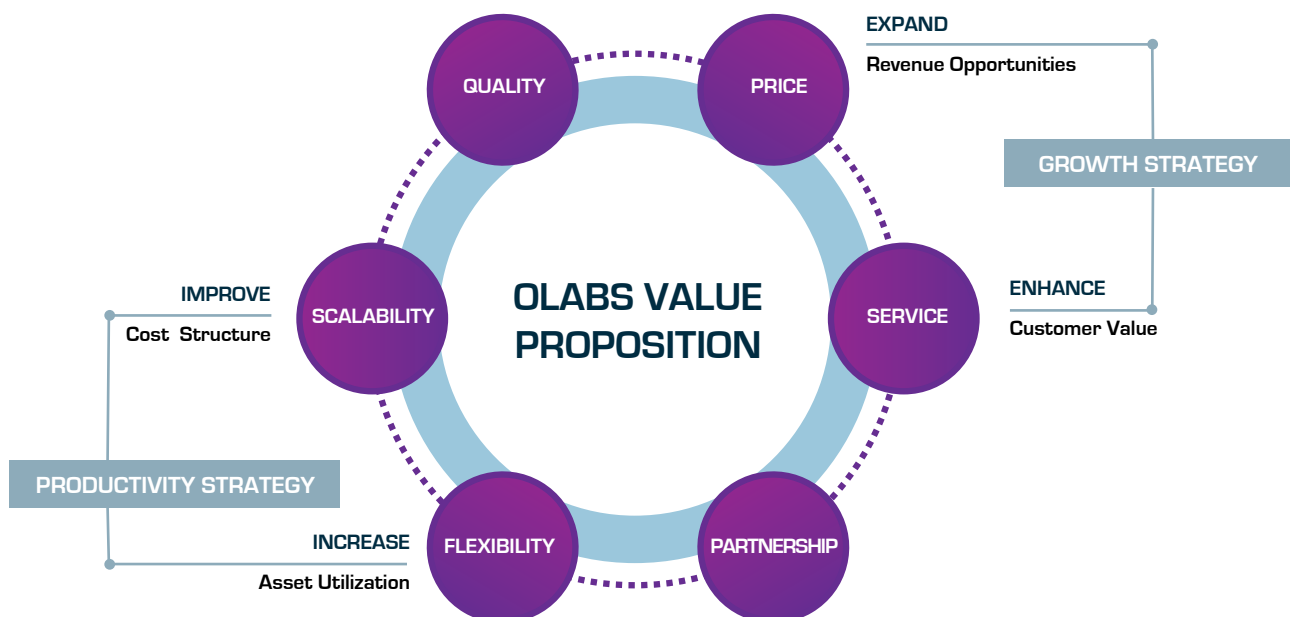 EXPAND
Revenue Opportunities
QUALITY
PRICE
GROWTH STRATEGY
IMPROVE
Cost Structure
SCALABILITY
OLABS VALUE
PROPOSITION
SERVICE
ENHANCE
Customer Value
PRODUCTIVITY STRATEGY
INCREASE
Asset Utilization
FLEXIBILITY
PARTNERSHIP